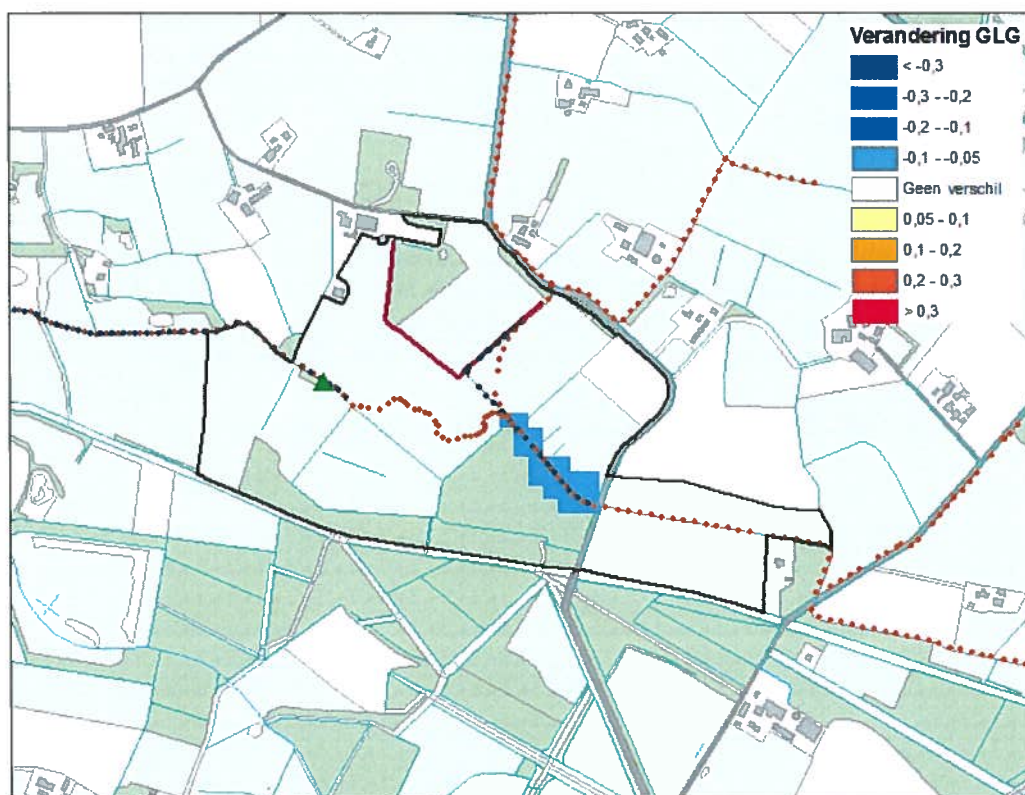 Verandering GLG
< -0,3
-0,3 - -0,2
-0,2 - -0,1
-0,1 - -0,05
Geen verschil
0,05 - 0,1
0,1 - 0,2
0,2 - 0,3
> 0,3